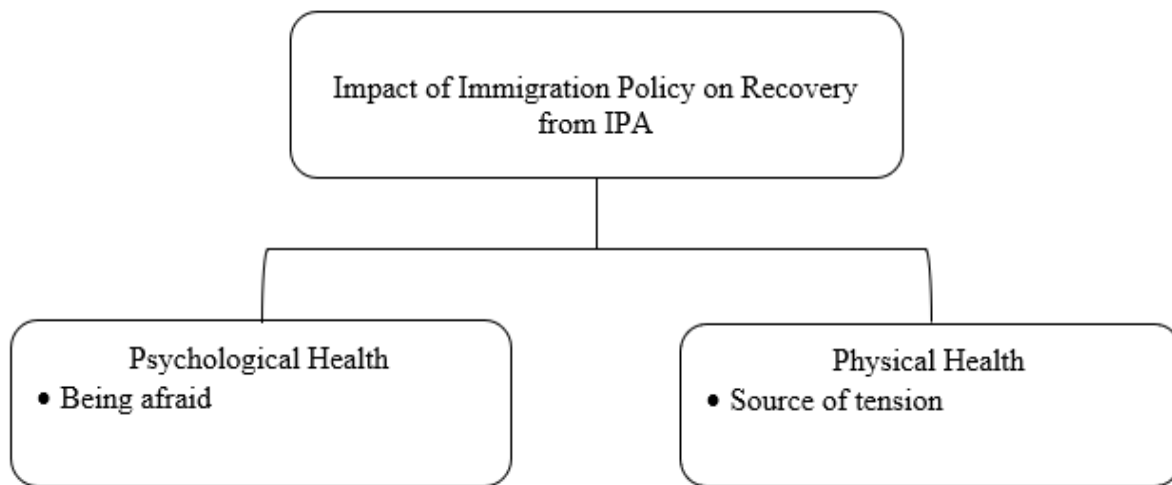 Impact of Immigration Policy on Recovery
from IPA
Psychological Health
• Being afraid
Physical Health
• Source of tension